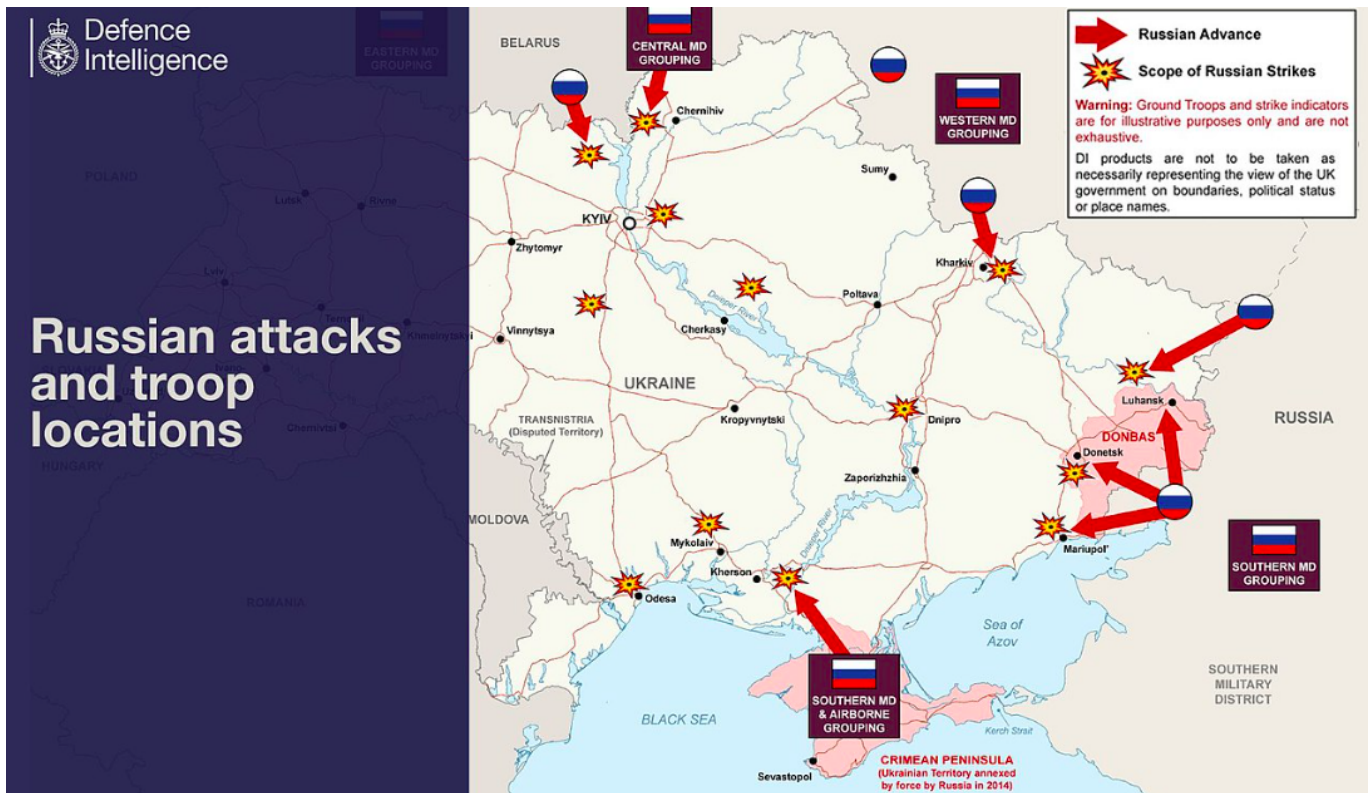 Defence
Intelligence
Russian attacks
and troop
locations
EASTERN MD
GROUPING
POLAND
Lutsk
Rivne
Lviv
Khmelnytskyi
Chernivtsi
HUNGARY
ROMANIA
MOLDOVA
BELARUS
CENTRAL MD
GROUPING
Chernihiv
WESTERN MD
GROUPING
Sumy
KYIV
Zhytomyr
Kharkiv
Dnieper River
Poltava
Cherkasy
Vinnytsya
UKRAINE
TRANSNISTRIA
(Disputed Territory)
Kropyvnytski
Dnipro
Luhansk
DONBAS
Donetsk
RUSSIA
Zaporizhzhia
Dnieper River
Mykolaiv
Kherson
Mariupol'
Odesa
SOUTHERN MD
GROUPING
Sea of
Azov
SOUTHERN MD
& AIRBORNE
GROUPING
SOUTHERN
MILITARY
DISTRICT
BLACK SEA
Kerch Strait
CRIMEAN PENINSULA
(Ukrainian Territory annexed
by force by Russia in 2014)
Sevastopol
Russian Advance
Scope of Russian Strikes
Warning: Ground Troops and strike indicators
are for illustrative purposes only and are not
exhaustive.
DI products are not to be taken as
necessarily representing the view of the UK
government on boundaries, political status
or place names.